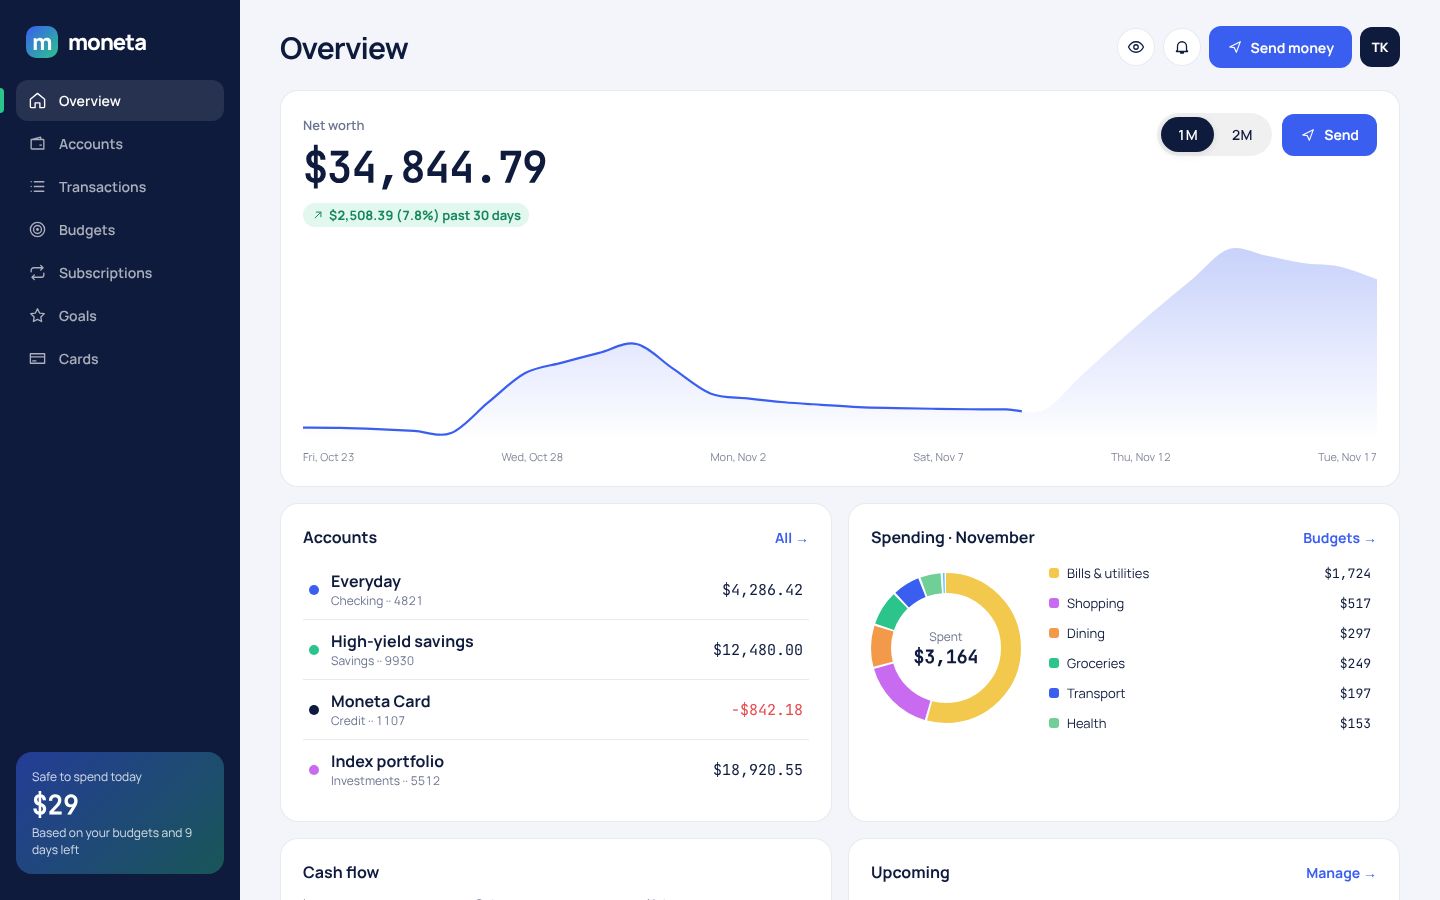 m moneta
Overview
Accounts
Transactions
Budgets
Subscriptions
Goals
Cards
Safe to spend today
$29
Based on your budgets and 9
days left
Overview
Send money
TK
Net worth
$34,844.79
$2,508.39 (7.8%) past 30 days
1M 2M
Send
Fri, Oct 23 Wed, Oct 28 Mon, Nov 2 Sat, Nov 7 Thu, Nov 12 Tue, Nov 17
Accounts All →
Everyday
Checking ·· 4821
$4,286.42
High-yield savings
Savings ·· 9930
$12,480.00
Moneta Card
Credit ·· 1107
-$842.18
Index portfolio
Investments ·· 5512
$18,920.55
Spending · November Budgets →
Spent
$3,164
Bills & utilities $1,724
Shopping $517
Dining $297
Groceries $249
Transport $197
Health $153
Cash flow
Upcoming Manage →